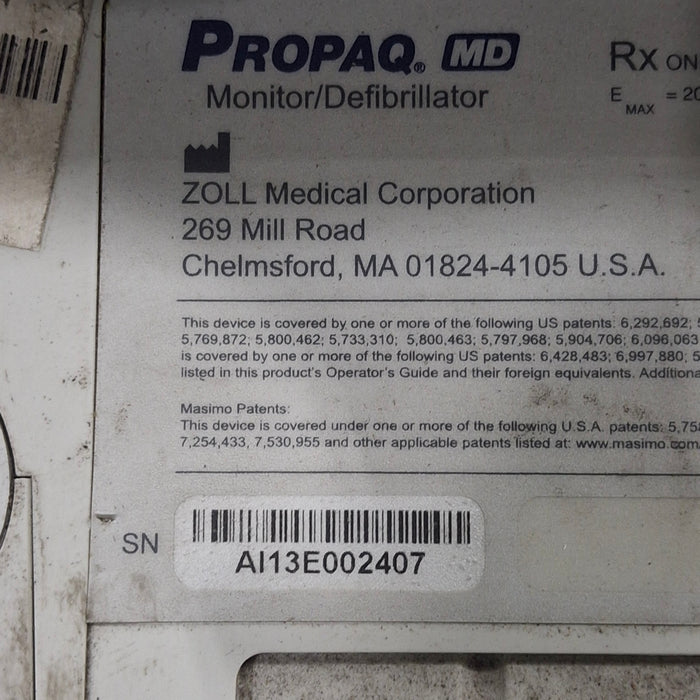 PROPAQ® MD
Monitor/Defibrillator
Rx ON
E MAX = 20
ZOLL Medical Corporation
269 Mill Road
Chelmsford, MA 01824-4105 U.S.A.
This device is covered by one or more of the following US patents: 6,292,692; 5
5,769,872; 5,800,462; 5,733,310; 5,800,463; 5,797,968; 5,904,706; 6,096,063
is covered by one or more of the following US patents: 6,428,483; 6,997,880; 5
listed in this product's Operator's Guide and their foreign equivalents. Additiona
Masimo Patents:
This device is covered under one or more of the following U.S.A. patents: 5,758
7,254,433, 7,530,955 and other applicable patents listed at: www.masimo.com
SN
AI13E002407